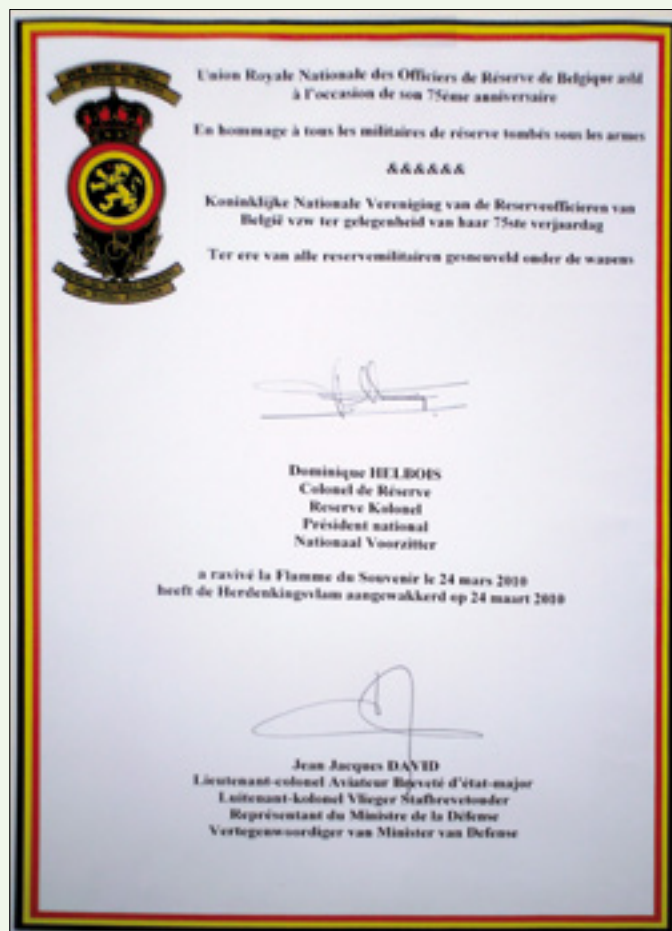 Union Royale Nationale des Officiers de Réserve de Belgique asbl
à l'occasion de son 75ème anniversaire
En hommage à tous les militaires de réserve tombés sous les armes
&&&&&&
Koninklijke Nationale Vereniging van de Reserveofficieren van
België vzw ter gelegenheid van haar 75ste verjaardag
Ter ere van alle reservemilitairen gesneuveld onder de wapens
Dominique HELBOIS
Colonel de Réserve
Reserve Kolonel
Président national
Nationaal Voorzitter
a ravivé la Flamme du Souvenir le 24 mars 2010
heeft de Herdenkingsvlam aangewakkerd op 24 maart 2010
Jean Jacques DAVID
Lieutenant-colonel Aviateur Breveté d'état-major
Luitenant-kolonel Vlieger Stafbrevethouder
Représentant du Ministre de la Défense
Vertegenwoordiger van Minister van Defensie